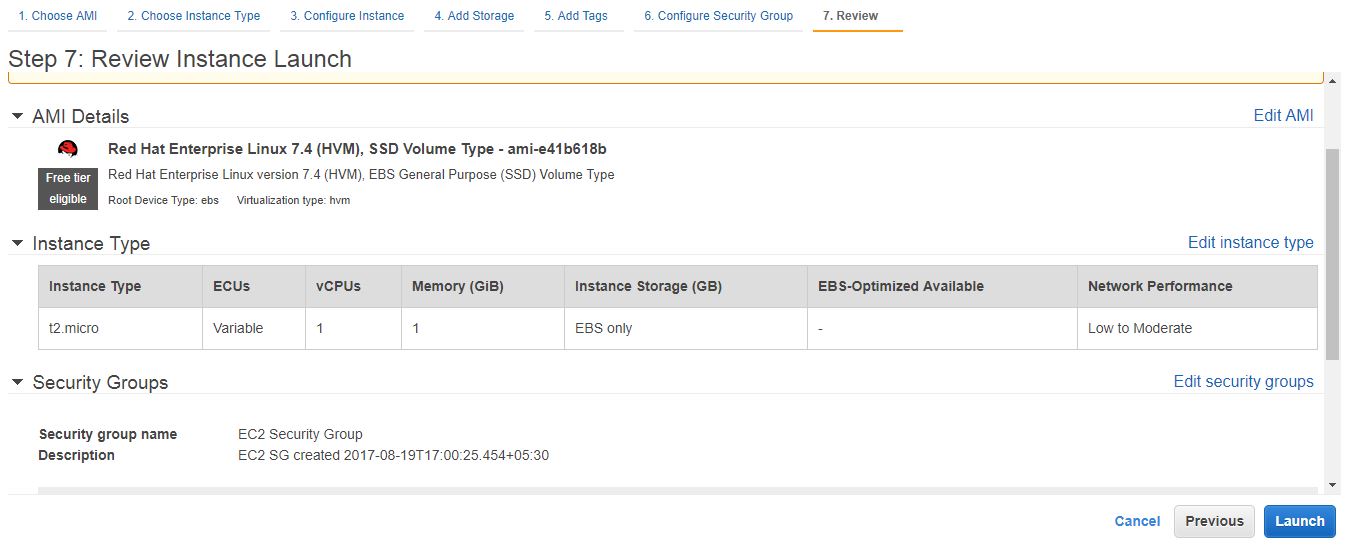 1. Choose AMI 2. Choose Instance Type 3. Configure Instance 4. Add Storage 5. Add Tags 6. Configure Security Group 7. Review
Step 7: Review Instance Launch
AMI Details Edit AMI
Red Hat Enterprise Linux 7.4 (HVM), SSD Volume Type - ami-e41b618b
Free tier Red Hat Enterprise Linux version 7.4 (HVM), EBS General Purpose (SSD) Volume Type
eligible Root Device Type: ebs Virtualization type: hvm
Instance Type Edit instance type
Instance Type ECUs vCPUs Memory (GiB) Instance Storage (GB) EBS-Optimized Available Network Performance
t2.micro Variable 1 1 EBS only - Low to Moderate
Security Groups Edit security groups
Security group name EC2 Security Group
Description EC2 SG created 2017-08-19T17:00:25.454+05:30
Cancel Previous Launch